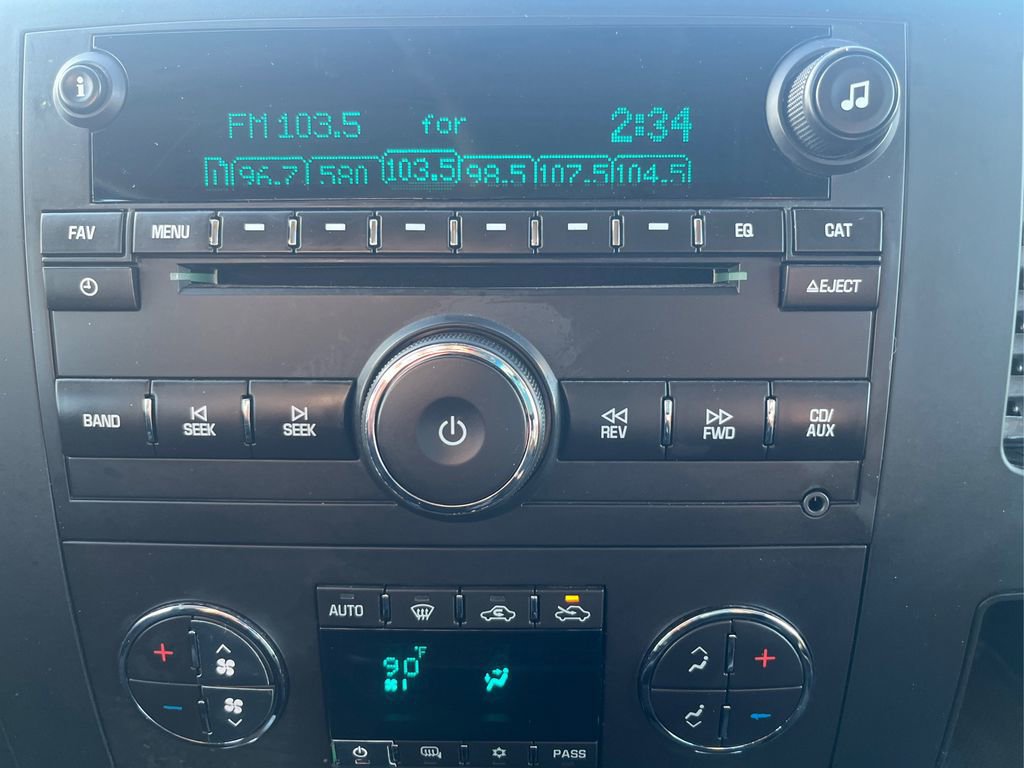 i
FM 103.5 for 2:34
96.7 580 103.5 98.5 107.5 104.5
FAV MENU EQ CAT
EJECT
BAND SEEK SEEK REV FWD CD/
AUX
AUTO
90°F
PASS